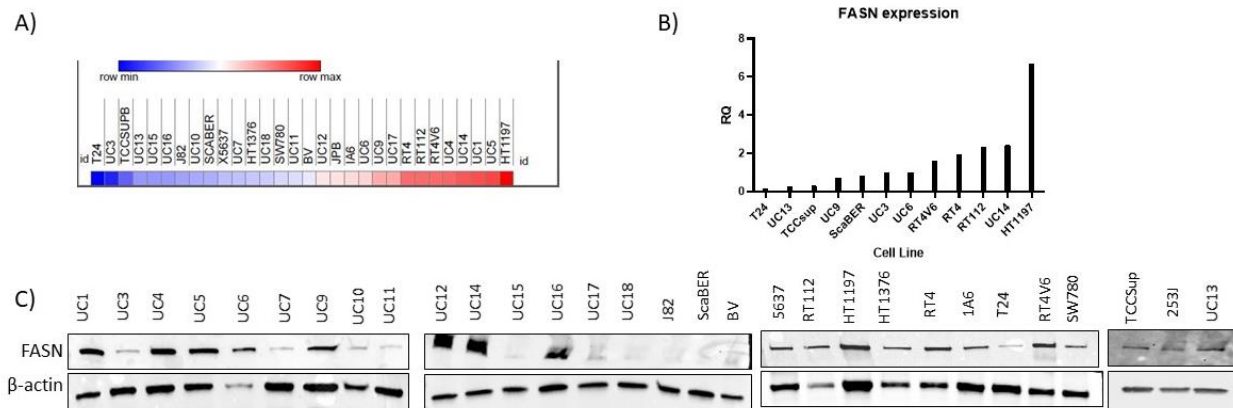 A)
row min row max
id T24 UC3 TCCSUPB UC13 UC15 UC16 J82 UC10 SCABER X5637 UC7 HT1376 UC18 SW780 UC11 BV UC12 JPB IA6 UC6 UC9 UC17 RT4 RT112 RT4V6 UC4 UC14 UC1 UC5 HT1197 id
B)
FASN expression
RQ
8
6
4
2
0
T24 UC13 TCCsup UC9 ScaBER UC3 UC6 RT4V6 RT4 RT112 UC14 HT1197
Cell Line
C)
UC1 UC3 UC4 UC5 UC6 UC7 UC9 UC10 UC11 UC12 UC14 UC15 UC16 UC17 UC18 J82 ScaBER BV 5637 RT112 HT1197 HT1376 RT4 1A6 T24 RT4V6 SW780 TCCSup 253J UC13
FASN
β-actin